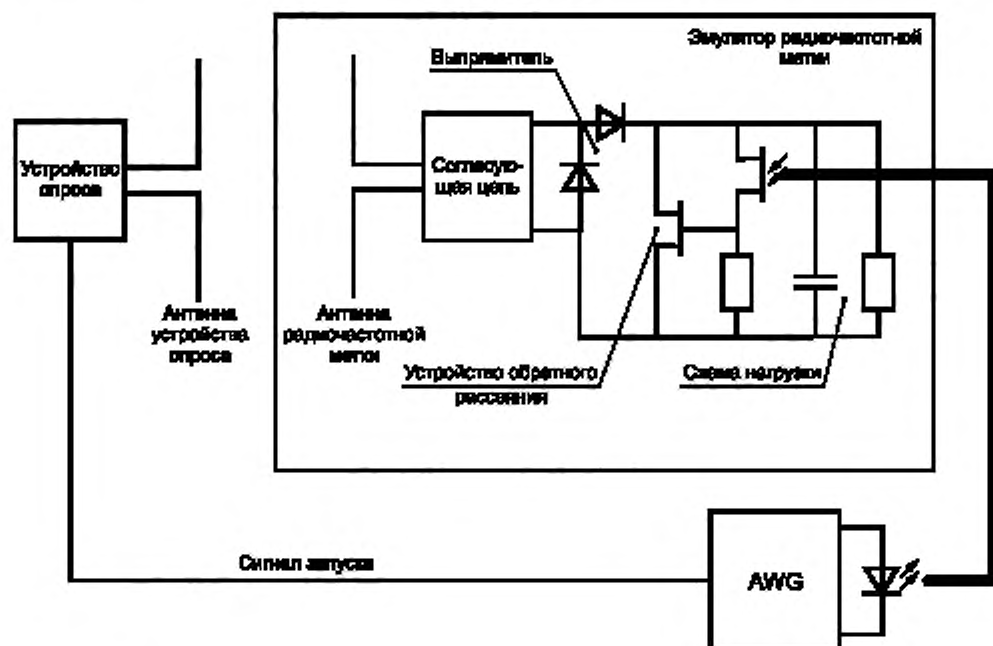 Эмулятор радиочастотной
метки
Выпрямитель
Устройство
опроса
Согласую-
щая цепь
Антенна
устройства
опроса
Антенна
радиочастотной
метки
Устройство обратного
рассеяния
Схема нагрузки
Сигнал запуска
AWG